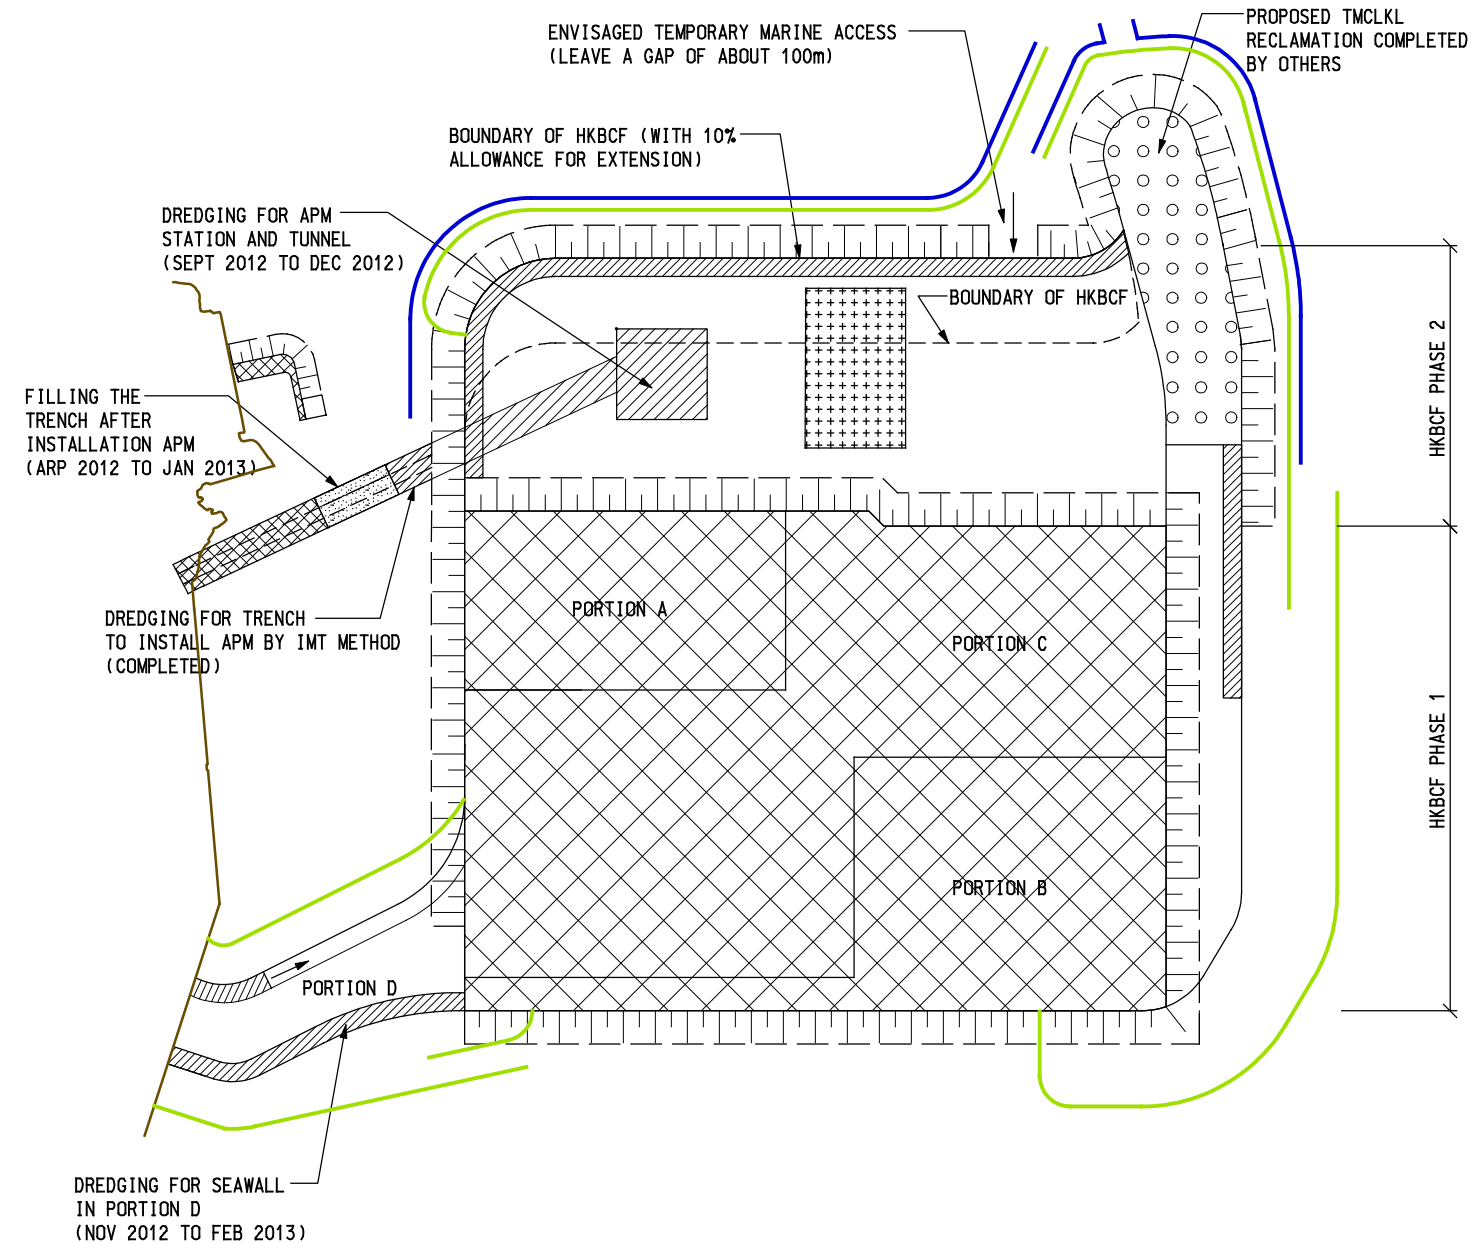 PROPOSED TMCLKL
RECLAMATION COMPLETED
BY OTHERS
ENVISAGED TEMPORARY MARINE ACCESS
(LEAVE A GAP OF ABOUT 100m)
BOUNDARY OF HKBCF (WITH 10%
ALLOWANCE FOR EXTENSION)
DREDGING FOR APM
STATION AND TUNNEL
(SEPT 2012 TO DEC 2012)
BOUNDARY OF HKBCF
HKBCF PHASE 2
FILLING THE
TRENCH AFTER
INSTALLATION APM
(ARP 2012 TO JAN 2013)
DREDGING FOR TRENCH
TO INSTALL APM BY IMT METHOD
(COMPLETED)
PORTION A
PORTION C
HKBCF PHASE 1
PORTION B
PORTION D
DREDGING FOR SEAWALL
IN PORTION D
(NOV 2012 TO FEB 2013)